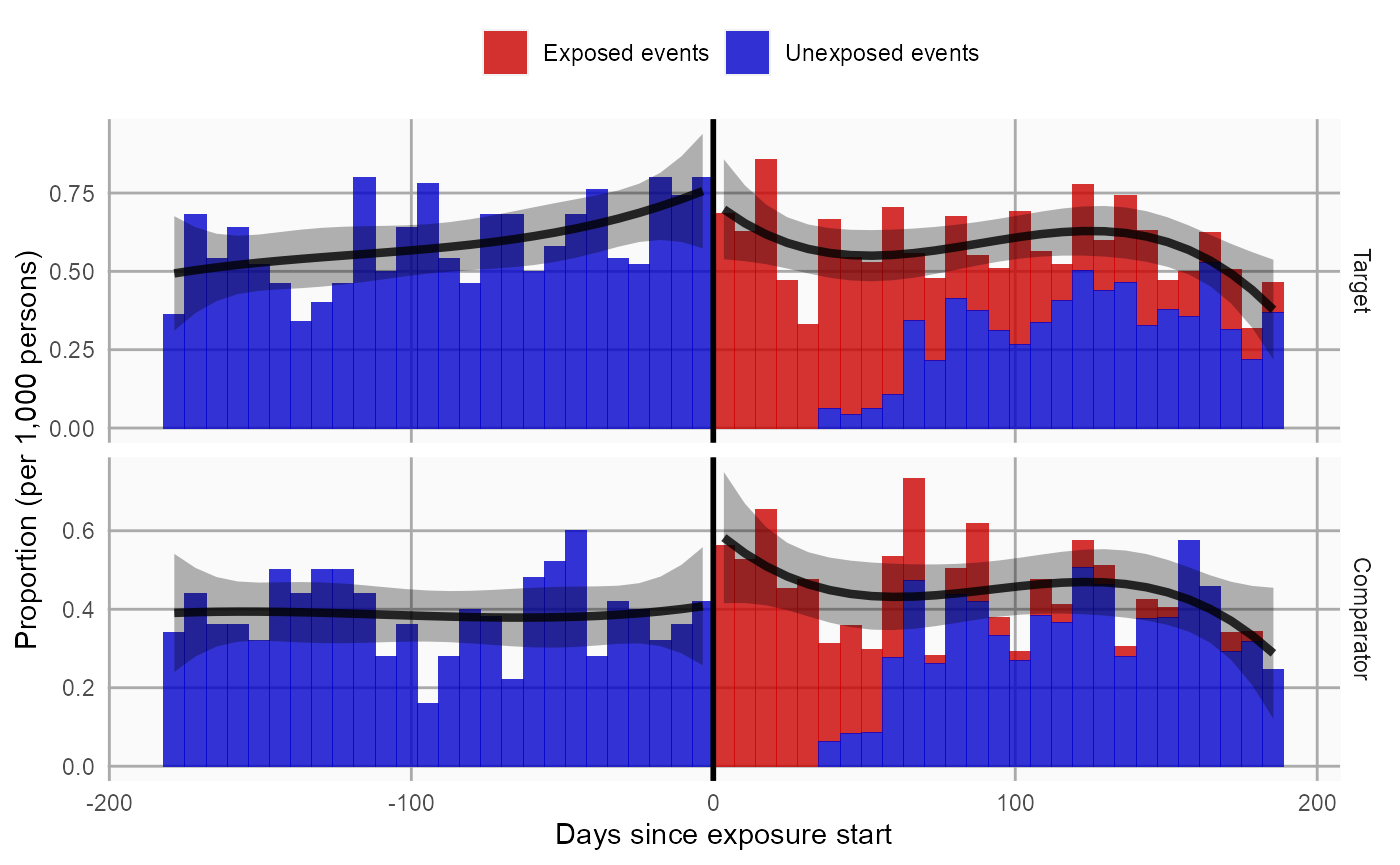 Exposed events Unexposed events
Proportion (per 1,000 persons)
0.75
0.50
0.25
0.00
Target
0.6
0.4
0.2
0.0
Comparator
-200 -100 0 100 200
Days since exposure start